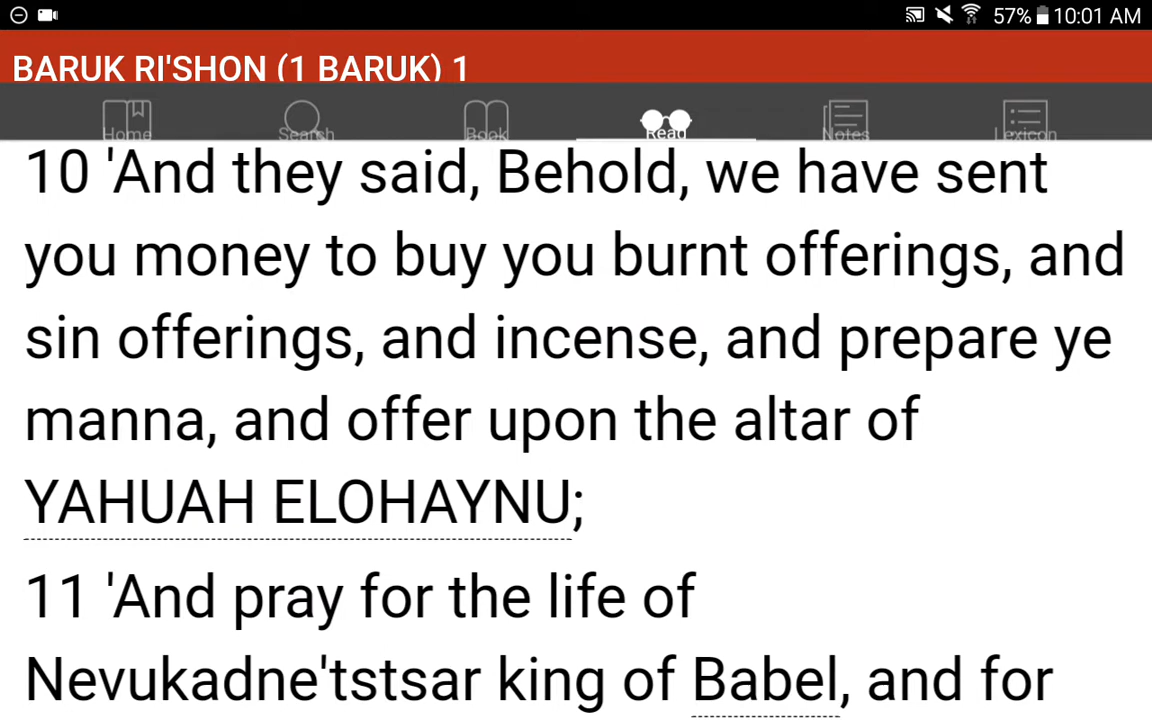 57% 10:01 AM
BARUK RI'SHON (1 BARUK) 1
Home Search Book Read Notes Lexicon
10 'And they said, Behold, we have sent
you money to buy you burnt offerings, and
sin offerings, and incense, and prepare ye
manna, and offer upon the altar of
YAHUAH ELOHAYNU;
11 'And pray for the life of
Nevukadne'tstsar king of Babel, and for